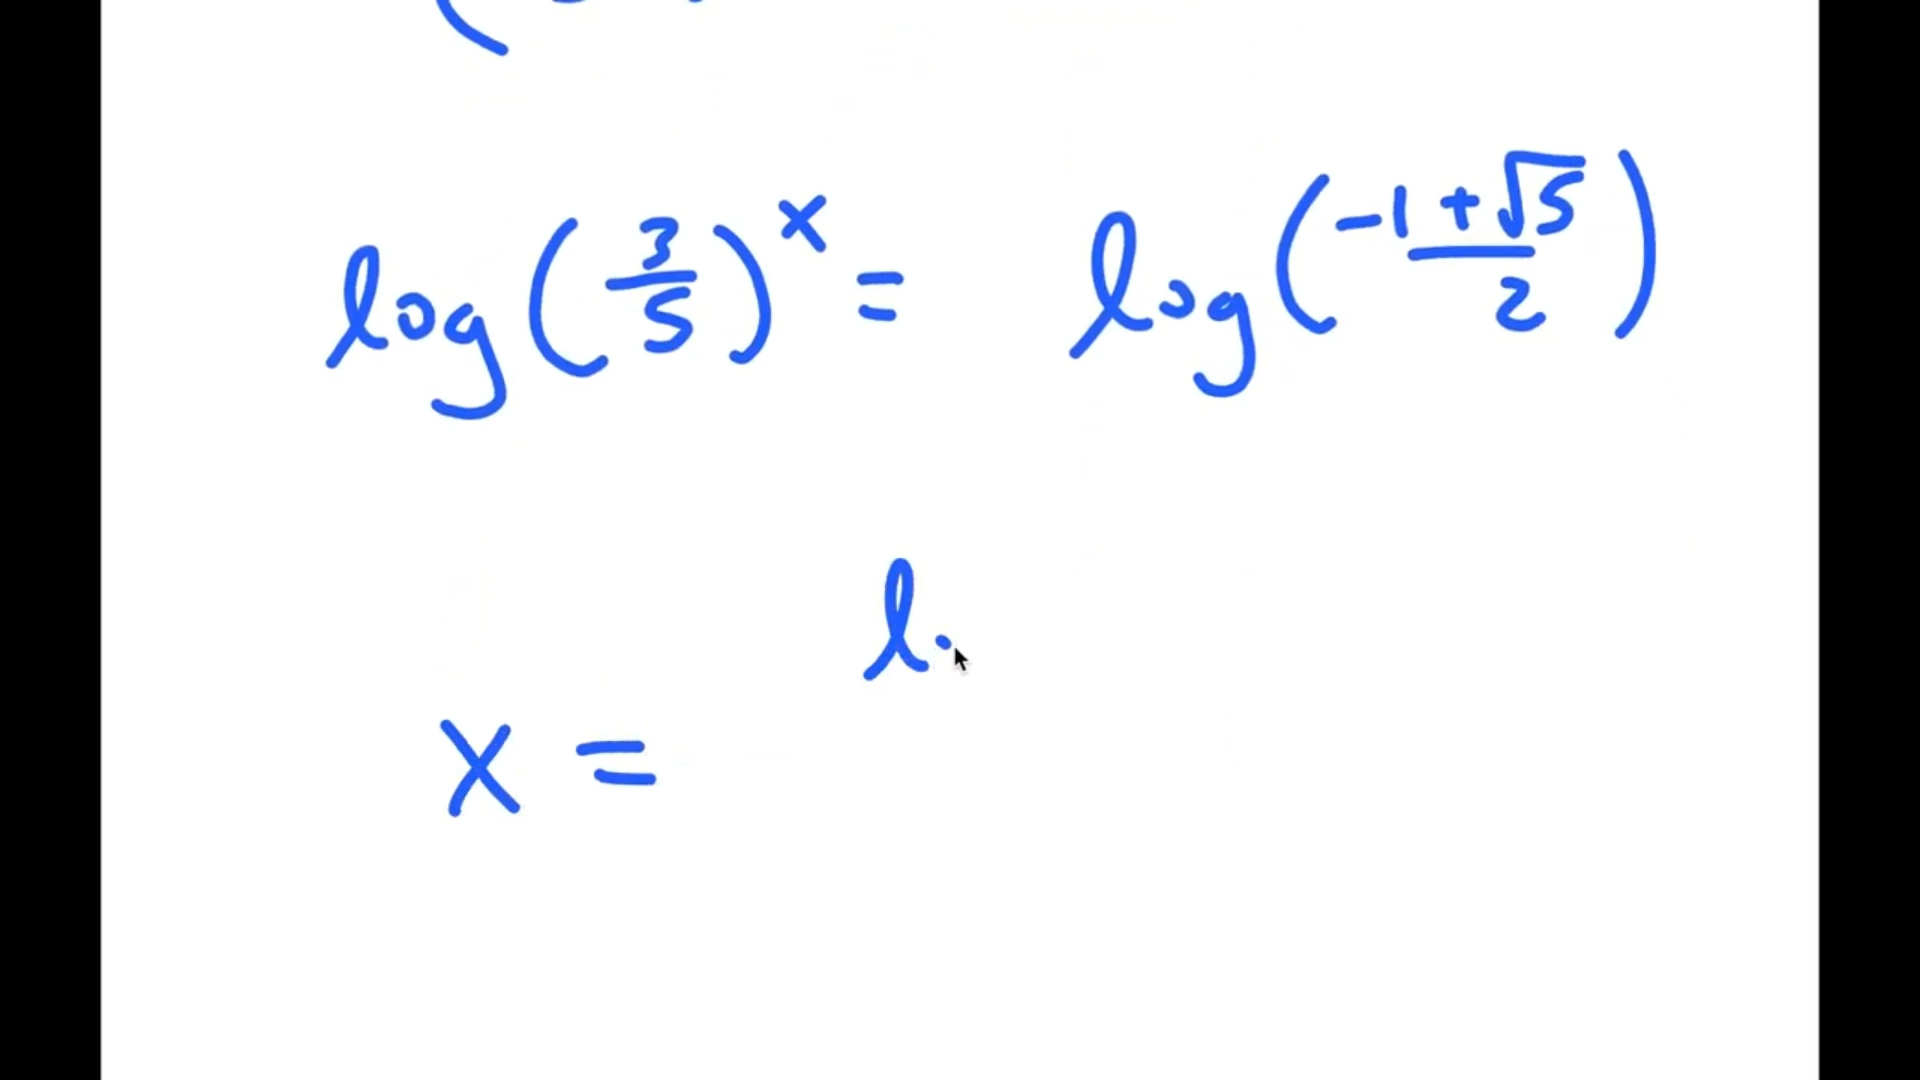 log(3/5)^x = log((-1+√5)/2)
l
x =